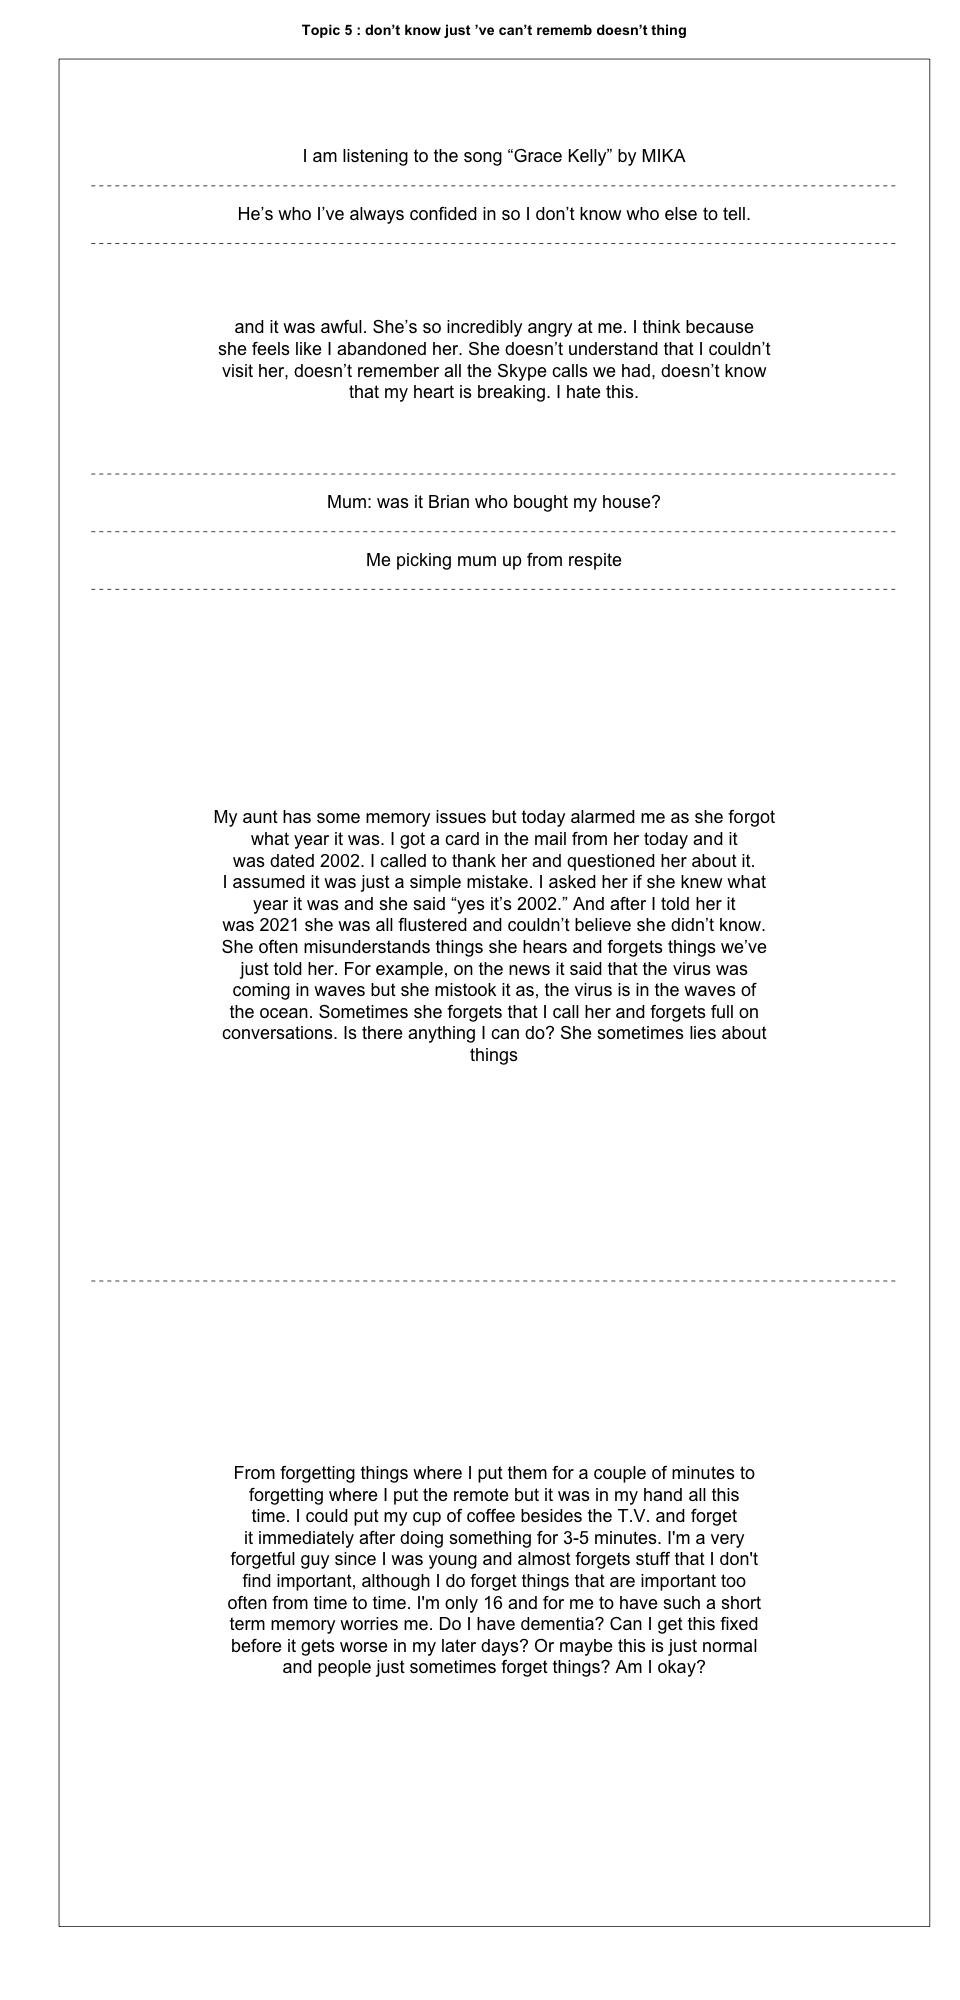 Topic 5 : don’t know just ’ve can’t rememb doesn’t thing
I am listening to the song “Grace Kelly” by MIKA
He’s who I’ve always confided in so I don’t know who else to tell.
and it was awful. She’s so incredibly angry at me. I think because
she feels like I abandoned her. She doesn’t understand that I couldn’t
visit her, doesn’t remember all the Skype calls we had, doesn’t know
that my heart is breaking. I hate this.
Mum: was it Brian who bought my house?
Me picking mum up from respite
My aunt has some memory issues but today alarmed me as she forgot
what year it was. I got a card in the mail from her today and it
was dated 2002. I called to thank her and questioned her about it.
I assumed it was just a simple mistake. I asked her if she knew what
year it was and she said “yes it’s 2002.” And after I told her it
was 2021 she was all flustered and couldn’t believe she didn’t know.
She often misunderstands things she hears and forgets things we’ve
just told her. For example, on the news it said that the virus was
coming in waves but she mistook it as, the virus is in the waves of
the ocean. Sometimes she forgets that I call her and forgets full on
conversations. Is there anything I can do? She sometimes lies about
things
From forgetting things where I put them for a couple of minutes to
forgetting where I put the remote but it was in my hand all this
time. I could put my cup of coffee besides the T.V. and forget
it immediately after doing something for 3-5 minutes. I'm a very
forgetful guy since I was young and almost forgets stuff that I don't
find important, although I do forget things that are important too
often from time to time. I'm only 16 and for me to have such a short
term memory worries me. Do I have dementia? Can I get this fixed
before it gets worse in my later days? Or maybe this is just normal
and people just sometimes forget things? Am I okay?